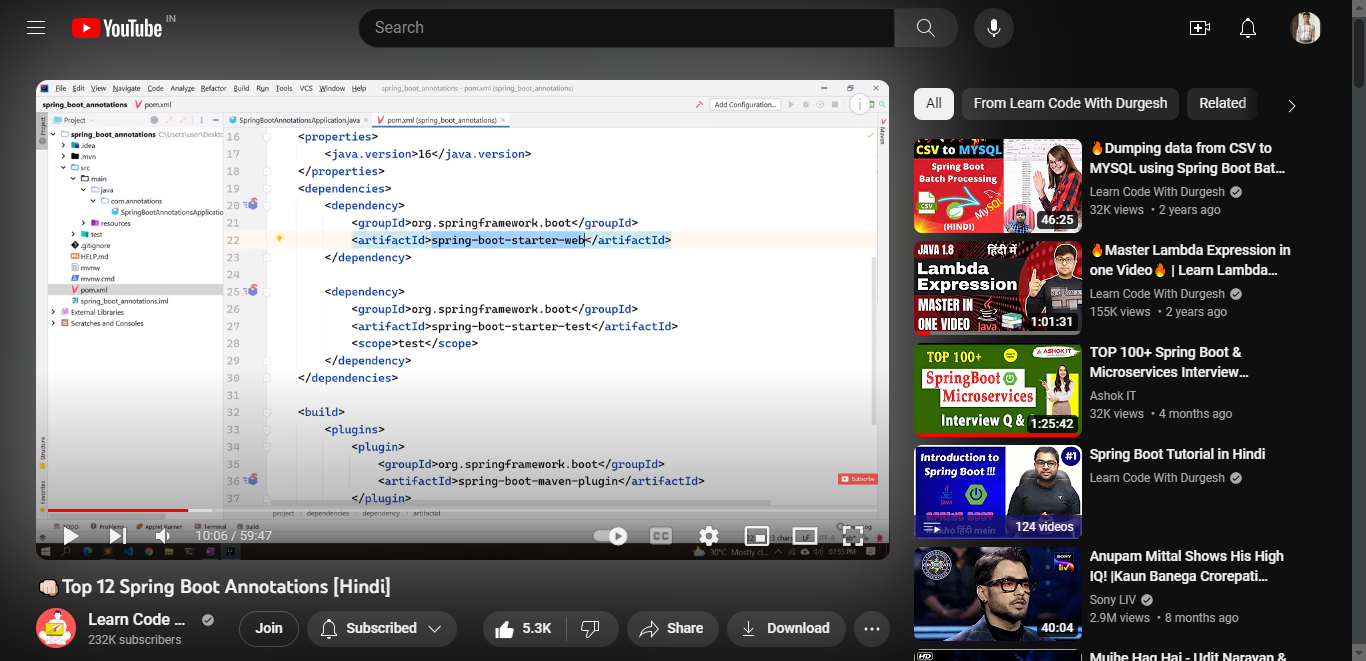 YouTube IN
Search
File Edit View Navigate Code Analyze Refactor Build Run Tools VCS Window Help spring_boot_annotations - pom.xml (spring_boot_annotations)
spring_boot_annotations pom.xml
Add Configuration...
Project
SpringBootAnnotationsApplication.java
pom.xml (spring_boot_annotations)
Project
Maven
spring_boot_annotations
.idea
.mvn
src
main
java
com.annotations
SpringBootAnnotationsApplicatio
resources
test
.gitignore
HELP.md
mvnw
mvnw.cmd
pom.xml
spring_boot_annotations.iml
External Libraries
Scratches and Consoles
Structure
Favorites
16 <properties>
17 <java.version>16</java.version>
18 </properties>
19 <dependencies>
20 <dependency>
21 <groupId>org.springframework.boot</groupId>
22 <artifactId>spring-boot-starter-web</artifactId>
23 </dependency>
24
25 <dependency>
26 <groupId>org.springframework.boot</groupId>
27 <artifactId>spring-boot-starter-test</artifactId>
28 <scope>test</scope>
29 </dependency>
30 </dependencies>
31
32 <build>
33 <plugins>
34 <plugin>
35 <groupId>org.springframework.boot</groupId>
36 <artifactId>spring-boot-maven-plugin</artifactId>
37 </plugin>
Subscribe
project › dependencies › dependency › artifactId
TODO Problems Applet Runner Terminal Build
10:06 / 59:47
CC
LF
30°C Mostly cl...
07:55 PM
👊🏻Top 12 Spring Boot Annotations [Hindi]
Learn Code ...
232K subscribers
Join
Subscribed
5.3K
Share
Download
All
From Learn Code With Durgesh
Related
CSV to MYSQL
Spring Boot
Batch Processing
CSV
MySQL
(HINDI)
46:25
🔥Dumping data from CSV to
MYSQL using Spring Boot Bat...
Learn Code With Durgesh
32K views • 2 years ago
JAVA 1.8 हिंदी में
Lambda
Expression
MASTER IN
ONE VIDEO
Java
1:01:31
🔥Master Lambda Expression in
one Video🔥 | Learn Lambda...
Learn Code With Durgesh
155K views • 2 years ago
TOP 100+
ASHOK IT
SpringBoot
Microservices
Interview Q &
1:25:42
TOP 100+ Spring Boot &
Microservices Interview...
Ashok IT
32K views • 4 months ago
Introduction to
Spring Boot !!!
#1
Java
SPRING BOOT
124 videos
Spring Boot Tutorial in Hindi
Learn Code With Durgesh
SONY
LIV
40:04
Anupam Mittal Shows His High
IQ! |Kaun Banega Crorepati...
Sony LIV
2.9M views • 8 months ago
HD
Mujhe Haq Hai - Udit Narayan &